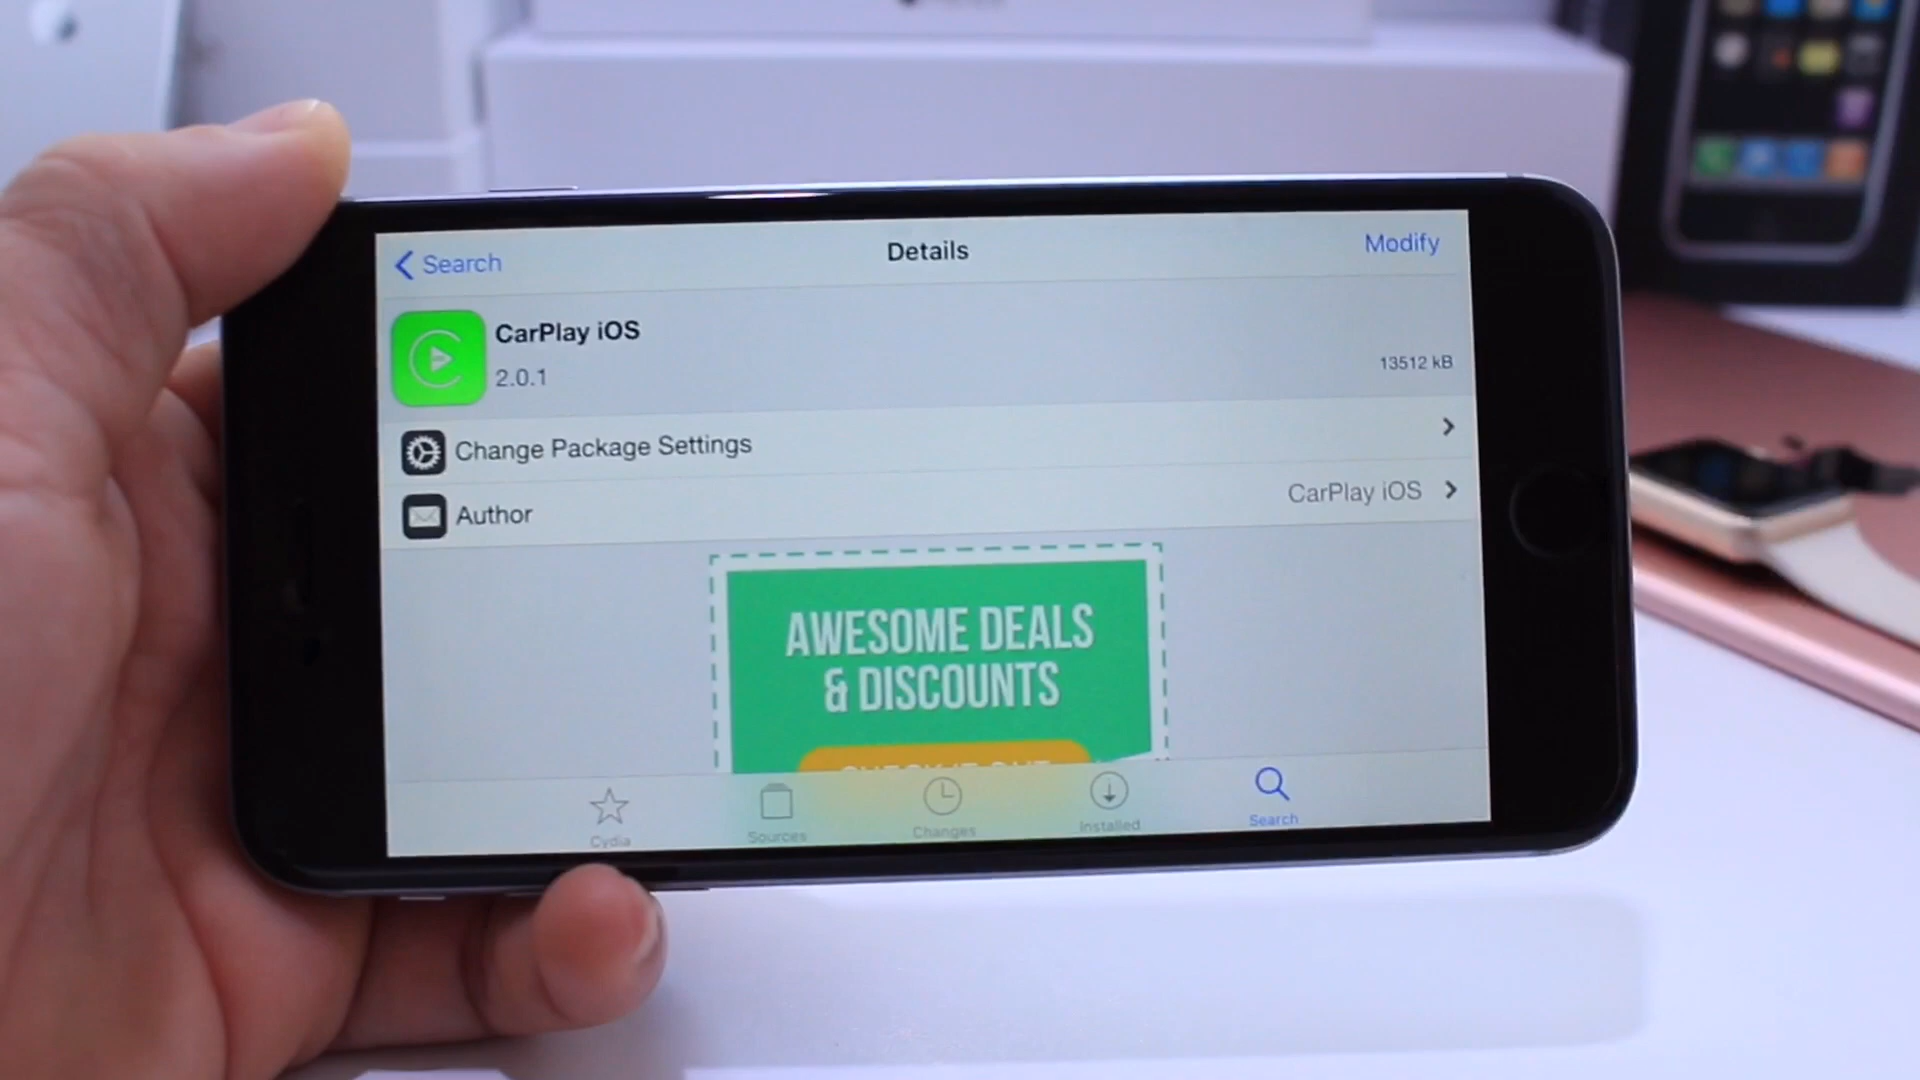 Search
Details
Modify
CarPlay iOS
2.0.1
13512 kB
Change Package Settings
Author
CarPlay iOS
AWESOME DEALS
& DISCOUNTS
Cydia
Sources
Changes
Installed
Search